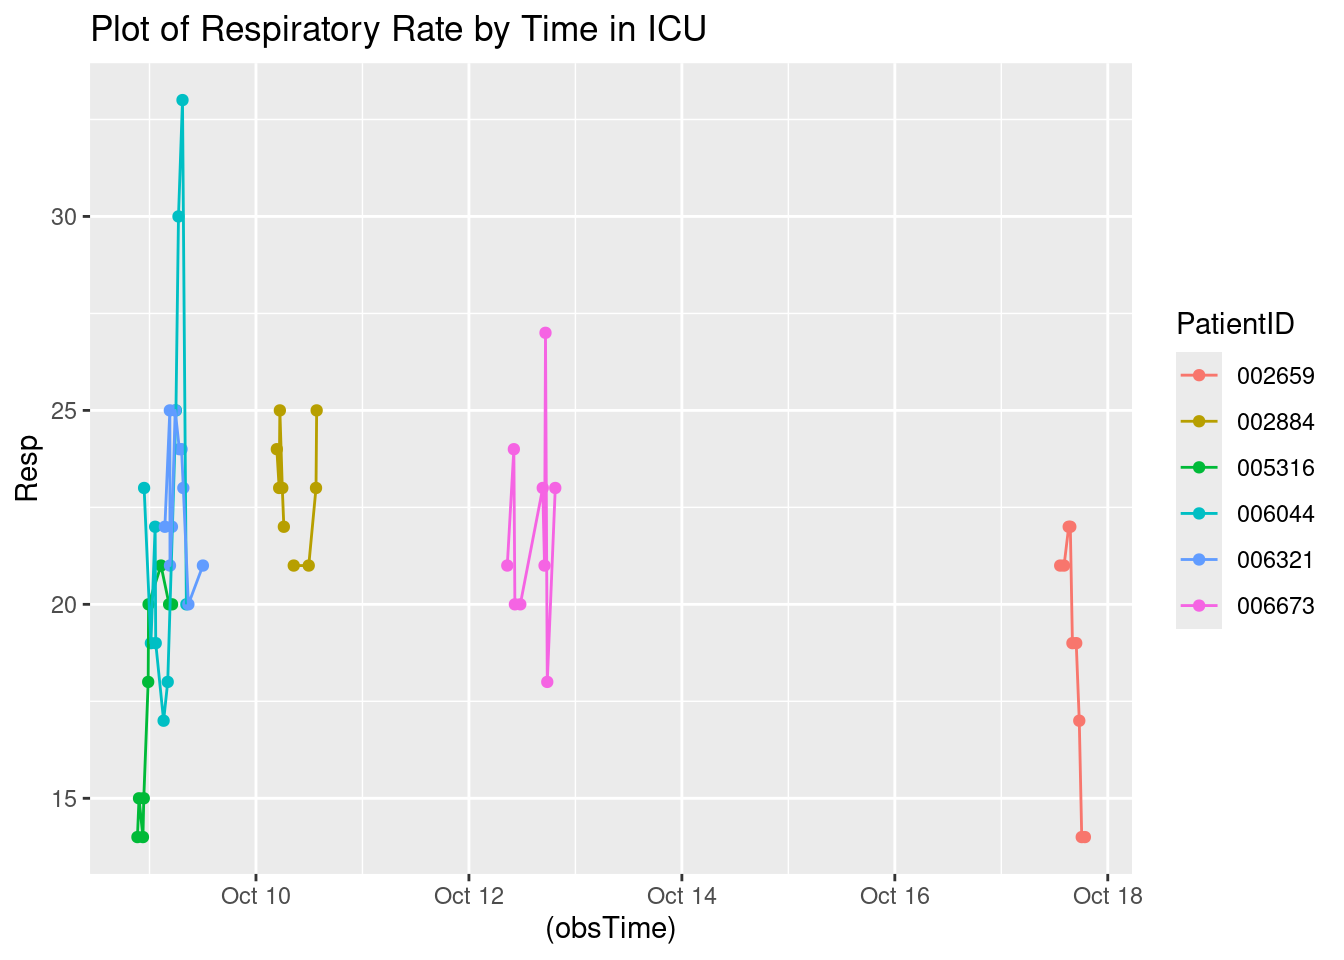 Plot of Respiratory Rate by Time in ICU
30
25
20
15
Resp
Oct 10
Oct 12
Oct 14
Oct 16
Oct 18
(obsTime)
PatientID
002659
002884
005316
006044
006321
006673